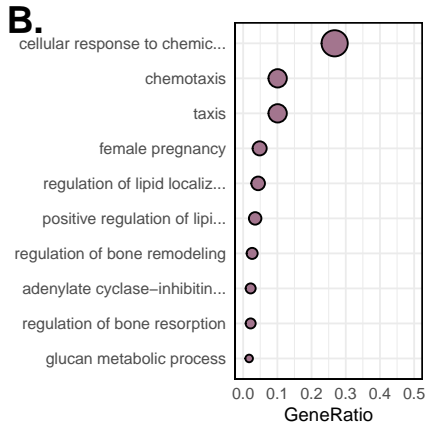 B.
cellular response to chemic...
chemotaxis
taxis
female pregnancy
regulation of lipid localiz...
positive regulation of lipi...
regulation of bone remodeling
adenylate cyclase−inhibitin...
regulation of bone resorption
glucan metabolic process
0.0 0.1 0.2 0.3 0.4 0.5
GeneRatio